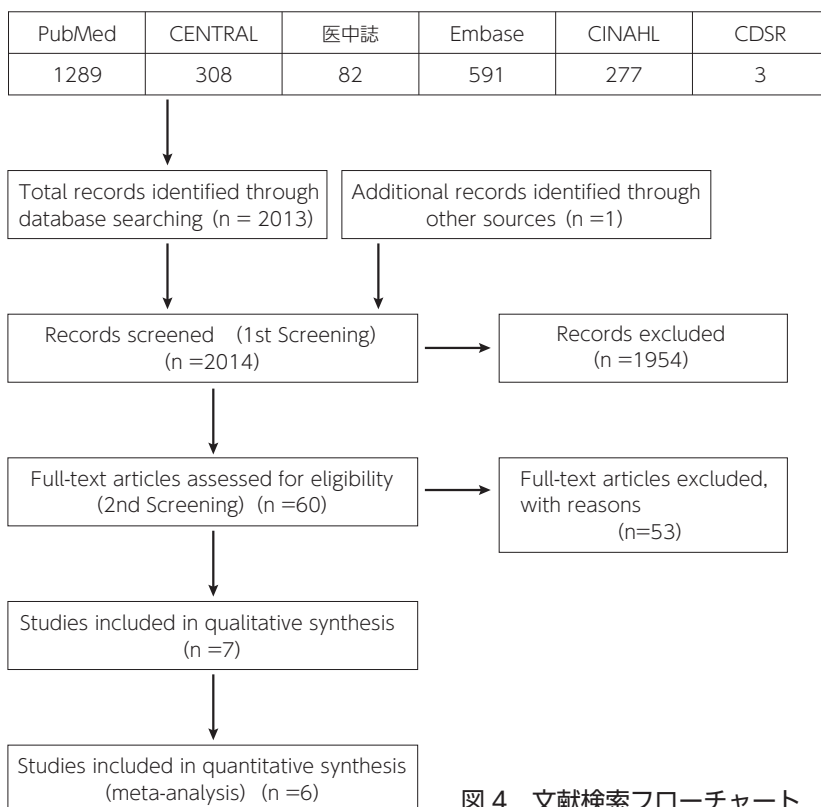 PubMed CENTRAL 医中誌 Embase CINAHL CDSR
1289 308 82 591 277 3
Total records identified through
database searching (n = 2013)
Additional records identified through
other sources (n =1)
Records screened (1st Screening)
(n =2014)
Records excluded
(n =1954)
Full-text articles assessed for eligibility
(2nd Screening) (n =60)
Full-text articles excluded,
with reasons
(n=53)
Studies included in qualitative synthesis
(n =7)
Studies included in quantitative synthesis
(meta-analysis) (n =6)
図 4 文献検索フローチャート